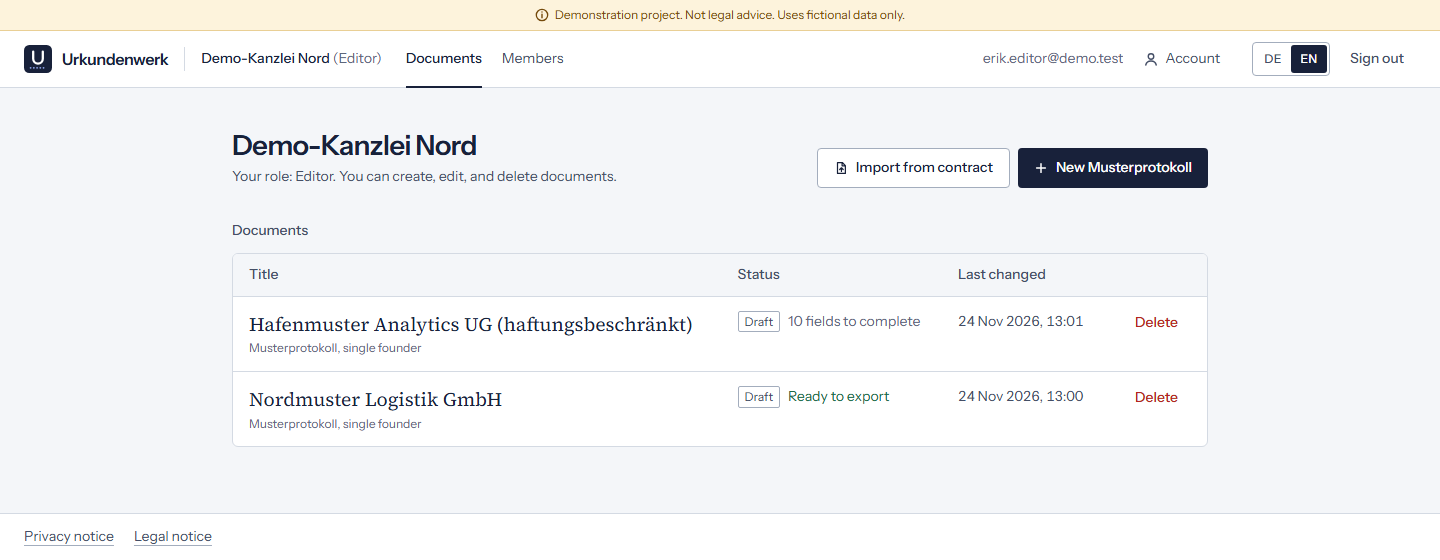 Demonstration project. Not legal advice. Uses fictional data only.
U Urkundenwerk Demo-Kanzlei Nord (Editor) Documents Members erik.editor@demo.test Account DE EN Sign out
Demo-Kanzlei Nord
Your role: Editor. You can create, edit, and delete documents.
Import from contract + New Musterprotokoll
Documents
Title Status Last changed
Hafenmuster Analytics UG (haftungsbeschränkt) Draft 10 fields to complete 24 Nov 2026, 13:01 Delete
Musterprotokoll, single founder
Nordmuster Logistik GmbH Draft Ready to export 24 Nov 2026, 13:00 Delete
Musterprotokoll, single founder
Privacy notice Legal notice